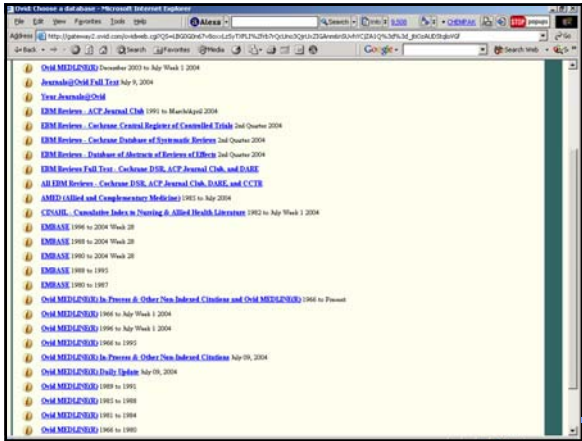 Ovid: Choose a database - Microsoft Internet Explorer
File Edit View Favorites Tools Help Alexa Search
Address
Back Search Favorites Media Google Search Web
Ovid MEDLINE(R) December 2003 to July Week 1 2004
Journals@Ovid Full Text July 9, 2004
Your Journals@Ovid
EBM Reviews - ACP Journal Club 1991 to March/April 2004
EBM Reviews - Cochrane Central Register of Controlled Trials 2nd Quarter 2004
EBM Reviews - Cochrane Database of Systematic Reviews 2nd Quarter 2004
EBM Reviews - Database of Abstracts of Reviews of Effects 2nd Quarter 2004
EBM Reviews Full Text - Cochrane DSR, ACP Journal Club, and DARE
All EBM Reviews - Cochrane DSR, ACP Journal Club, DARE, and CCTR
AMED (Allied and Complementary Medicine) 1985 to July 2004
CINAHL - Cumulative Index to Nursing & Allied Health Literature 1982 to July Week 1 2004
EMBASE 1996 to 2004 Week 28
EMBASE 1988 to 2004 Week 28
EMBASE 1980 to 2004 Week 28
EMBASE 1988 to 1995
EMBASE 1980 to 1987
Ovid MEDLINE(R) In-Process & Other Non-Indexed Citations and Ovid MEDLINE(R) 1966 to Present
Ovid MEDLINE(R) 1966 to July Week 1 2004
Ovid MEDLINE(R) 1996 to July Week 1 2004
Ovid MEDLINE(R) 1966 to 1995
Ovid MEDLINE(R) In-Process & Other Non-Indexed Citations July 09, 2004
Ovid MEDLINE(R) Daily Update July 09, 2004
Ovid MEDLINE(R) 1989 to 1991
Ovid MEDLINE(R) 1985 to 1988
Ovid MEDLINE(R) 1981 to 1984
Ovid MEDLINE(R) 1966 to 1980